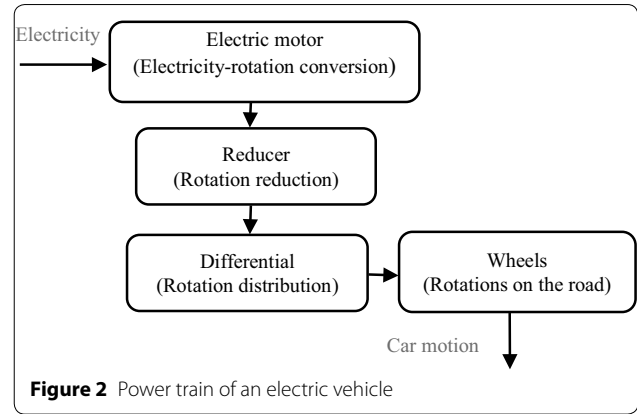 Electricity
Electric motor
(Electricity-rotation conversion)
Reducer
(Rotation reduction)
Differential
(Rotation distribution)
Wheels
(Rotations on the road)
Car motion
Figure 2 Power train of an electric vehicle